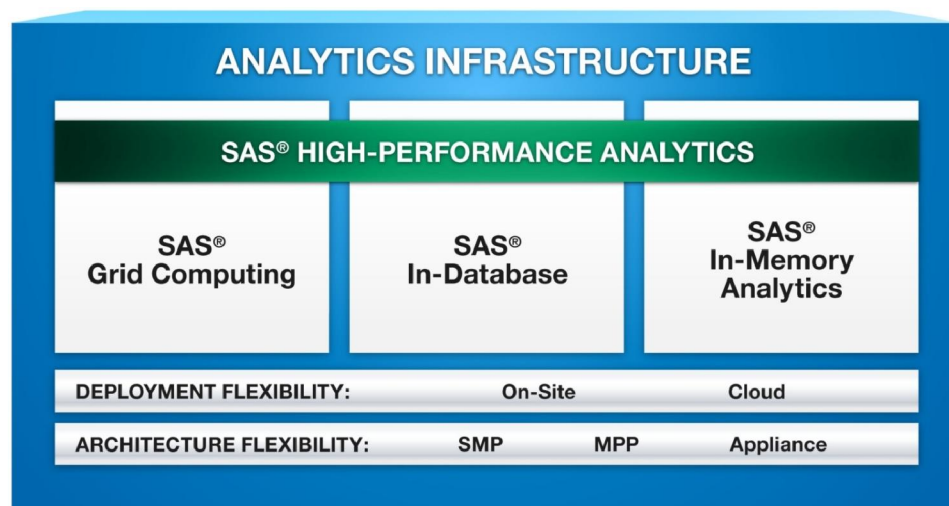 ANALYTICS INFRASTRUCTURE
SAS® HIGH-PERFORMANCE ANALYTICS
SAS®
Grid Computing
SAS®
In-Database
SAS®
In-Memory
Analytics
DEPLOYMENT FLEXIBILITY: On-Site Cloud
ARCHITECTURE FLEXIBILITY: SMP MPP Appliance